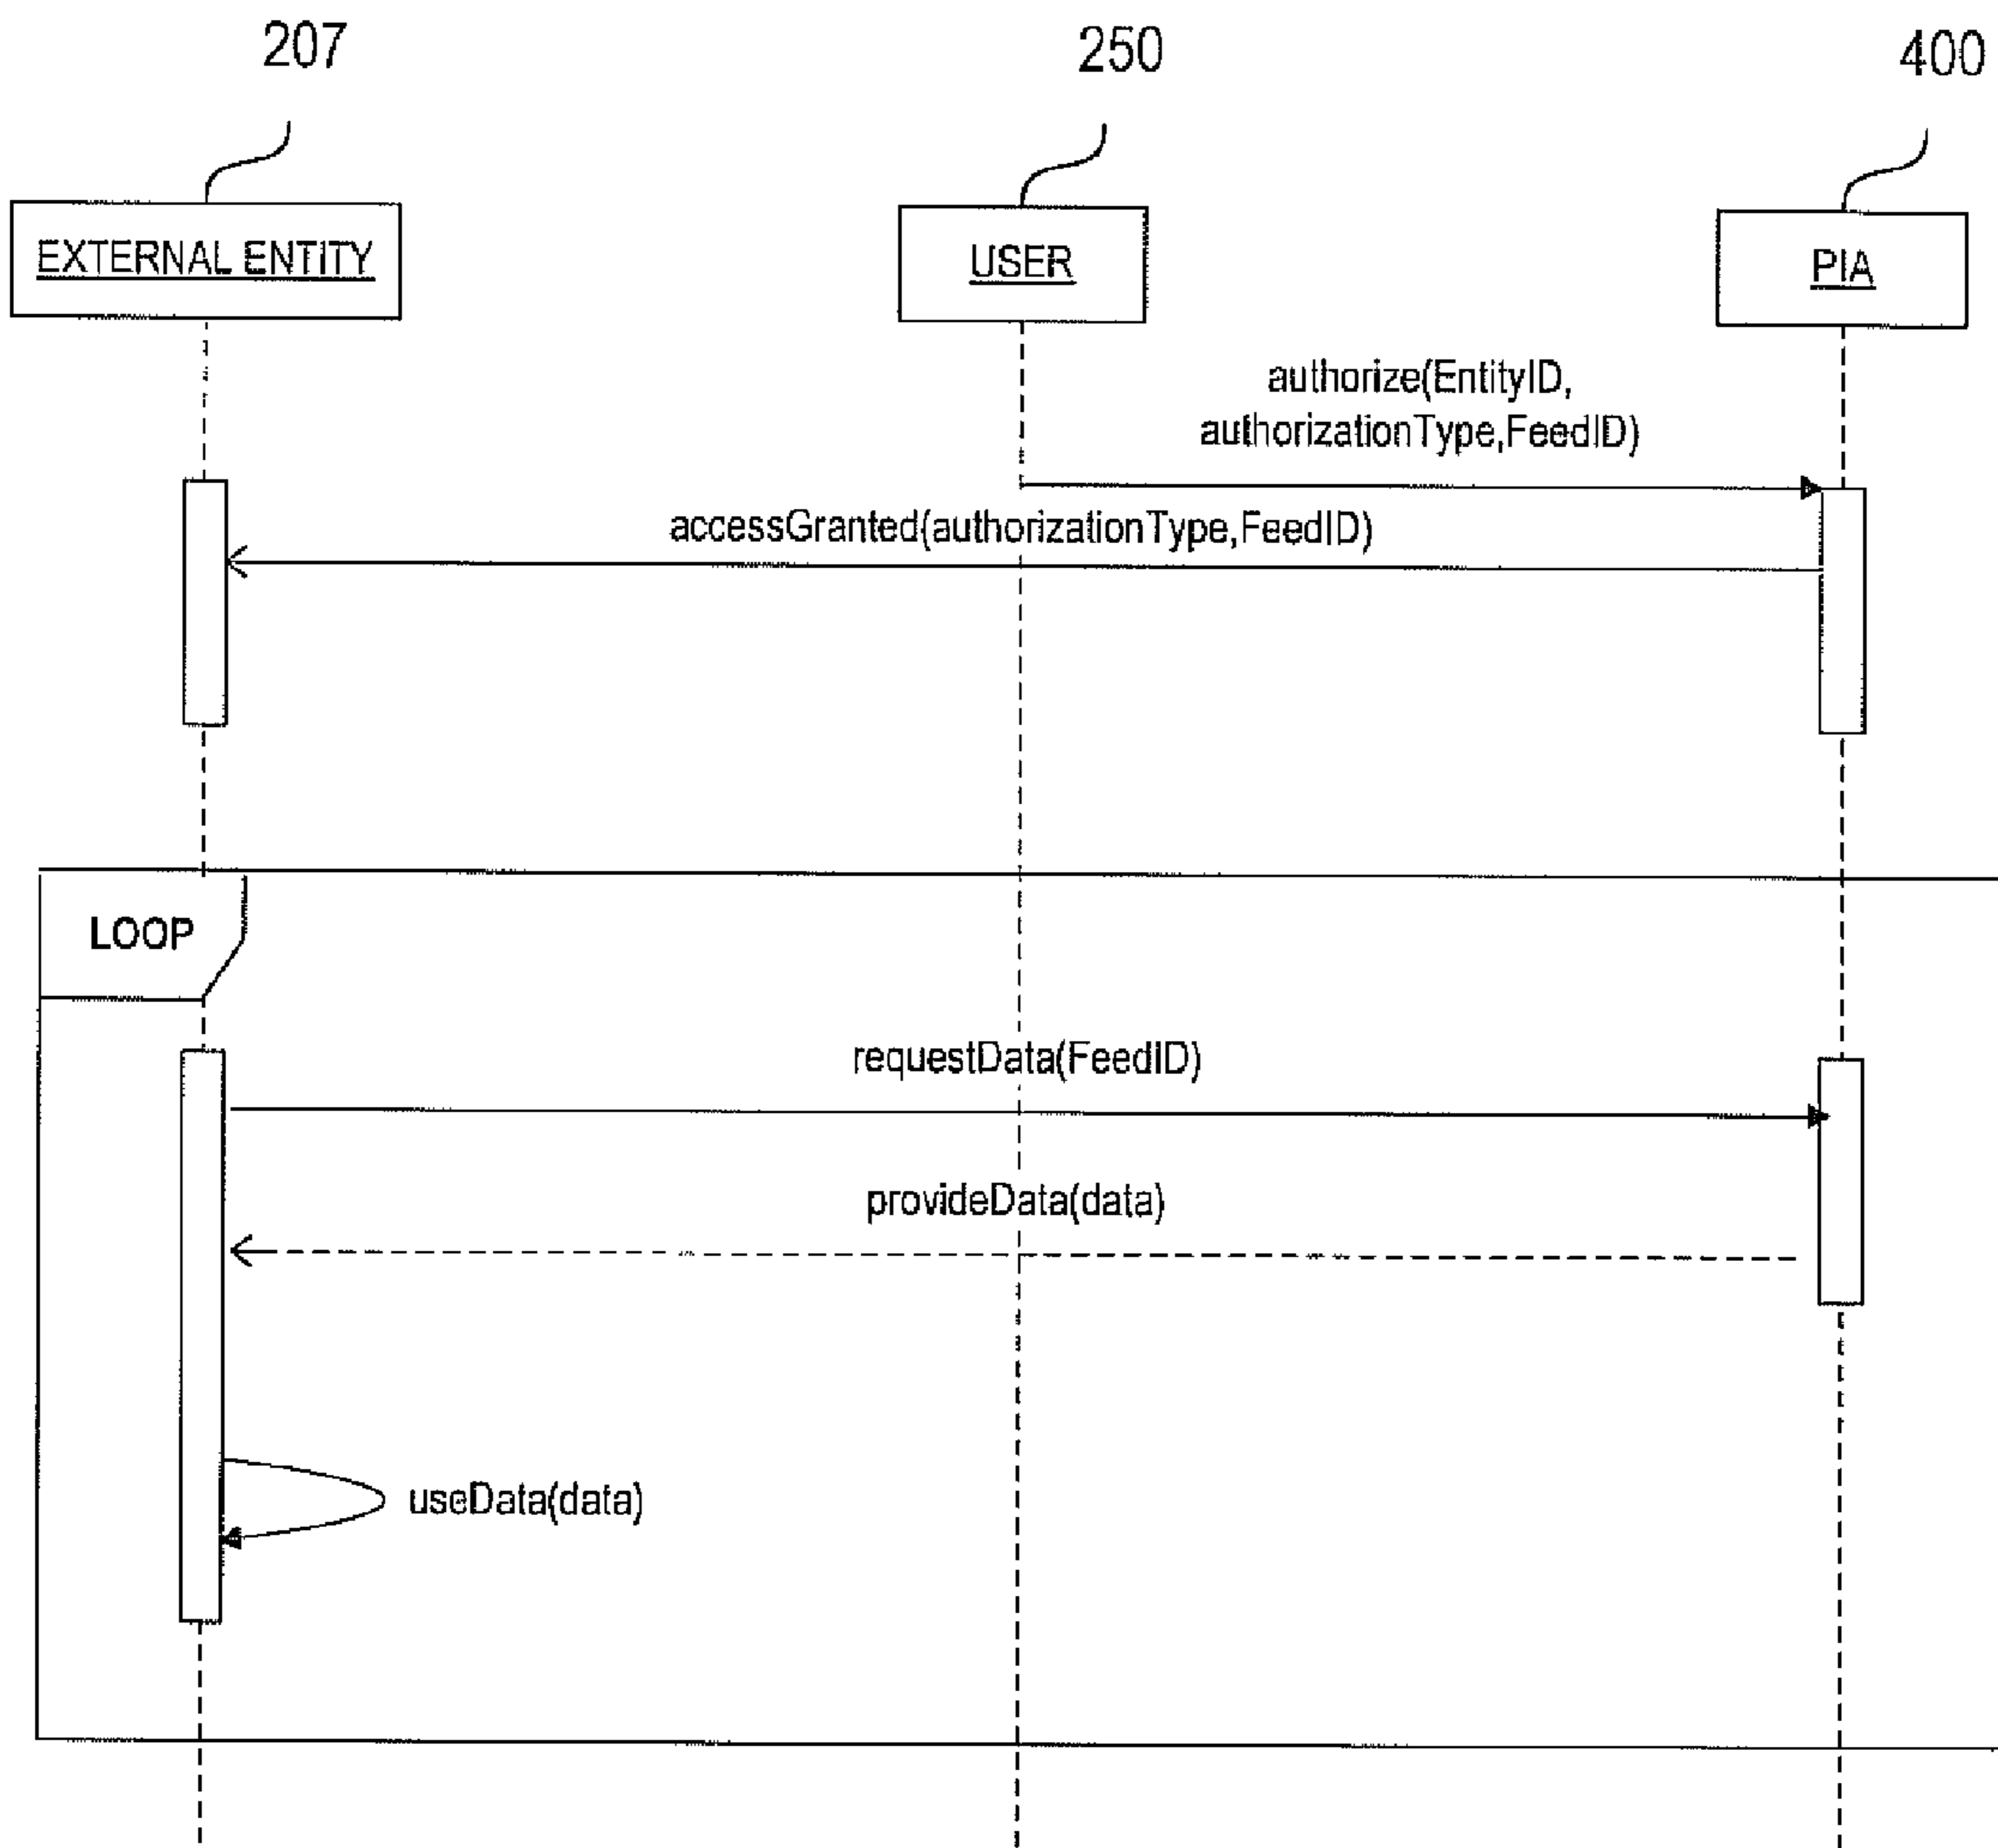 207
250
400
EXTERNAL ENTITY
USER
PIA
authorize(EntityID,
authorizationType,FeedID)
accessGranted(authorizationType,FeedID)
LOOP
requestData(FeedID)
provideData(data)
useData(data)